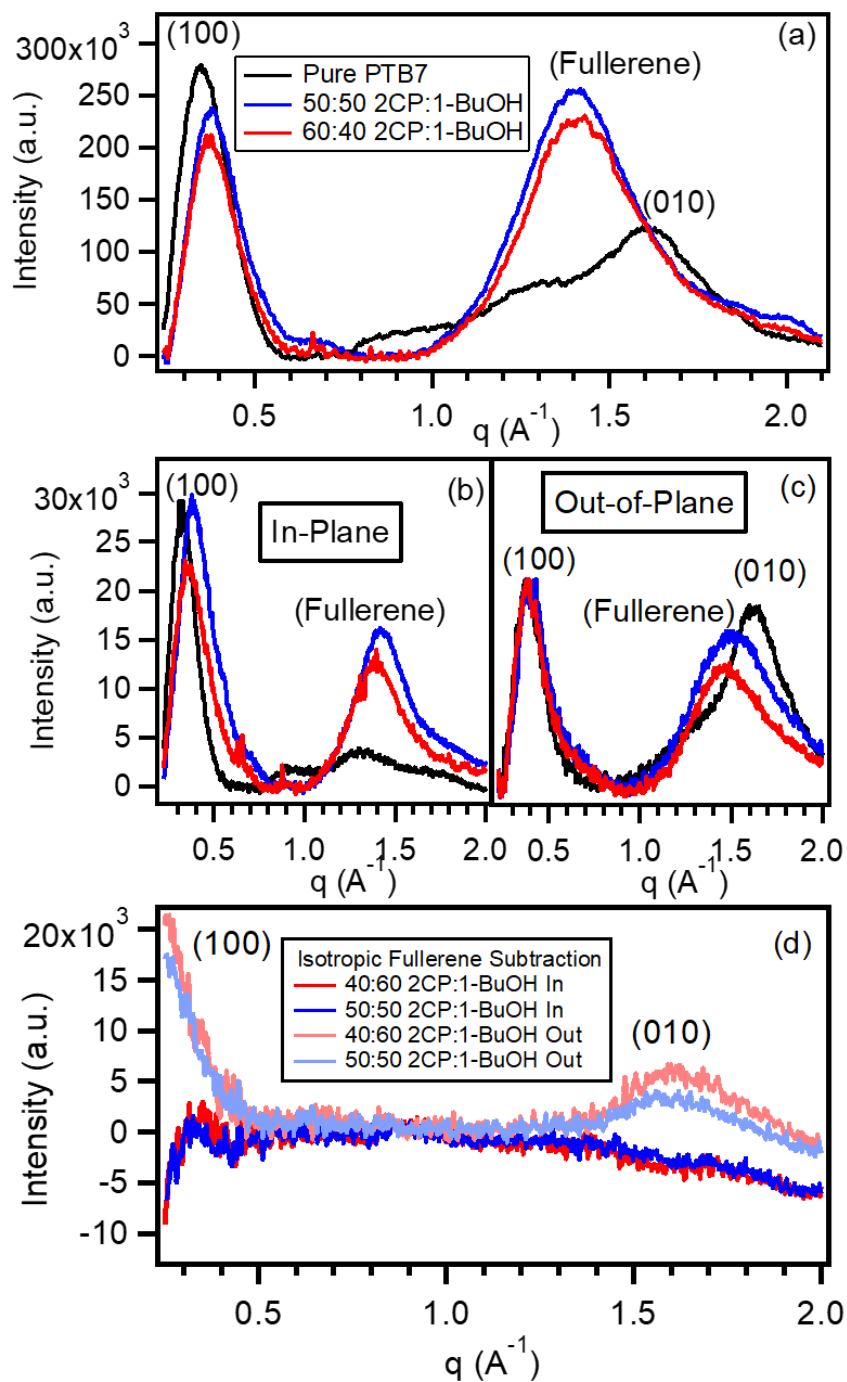 (100)
(a)
300x10³
250
200
150
100
50
0
Intensity (a.u.)
Pure PTB7
50:50 2CP:1-BuOH
60:40 2CP:1-BuOH
(Fullerene)
(010)
0.5 1.0 1.5 2.0
q (A⁻¹)
(100)
(b)
30x10³
25
20
15
10
5
0
Intensity (a.u.)
In-Plane
(Fullerene)
0.5 1.0 1.5 2.0
q (A⁻¹)
(c)
Out-of-Plane
(100)
(010)
(Fullerene)
0.5 1.0 1.5 2.0
q (A⁻¹)
20x10³
15
10
5
0
-5
-10
Intensity (a.u.)
(100)
(d)
Isotropic Fullerene Subtraction
40:60 2CP:1-BuOH In
50:50 2CP:1-BuOH In
40:60 2CP:1-BuOH Out
50:50 2CP:1-BuOH Out
(010)
0.5 1.0 1.5 2.0
q (A⁻¹)